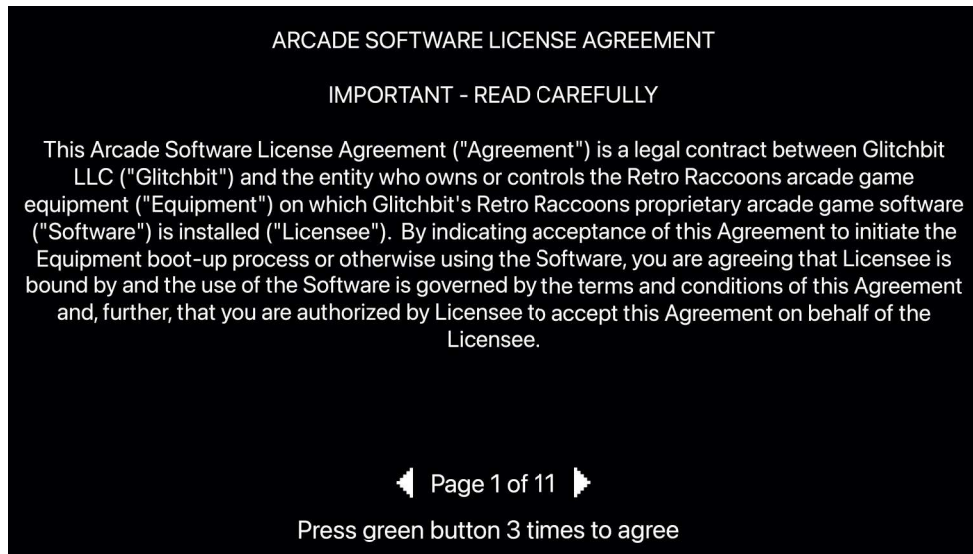 ARCADE SOFTWARE LICENSE AGREEMENT
IMPORTANT - READ CAREFULLY
This Arcade Software License Agreement ("Agreement") is a legal contract between Glitchbit
LLC ("Glitchbit") and the entity who owns or controls the Retro Raccoons arcade game
equipment ("Equipment") on which Glitchbit's Retro Raccoons proprietary arcade game software
("Software") is installed ("Licensee"). By indicating acceptance of this Agreement to initiate the
Equipment boot-up process or otherwise using the Software, you are agreeing that Licensee is
bound by and the use of the Software is governed by the terms and conditions of this Agreement
and, further, that you are authorized by Licensee to accept this Agreement on behalf of the
Licensee.
Page 1 of 11
Press green button 3 times to agree